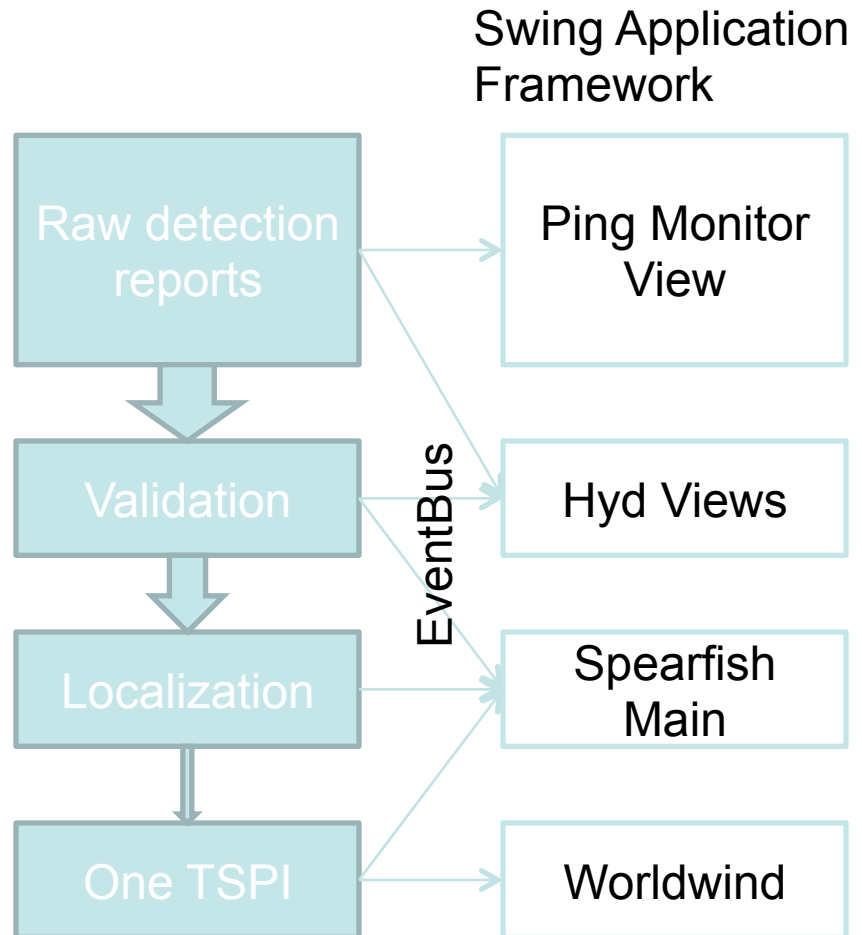 Swing Application
Framework
Raw detection
reports
Ping Monitor
View
Validation
EventBus
Hyd Views
Localization
Spearfish
Main
One TSPI
Worldwind